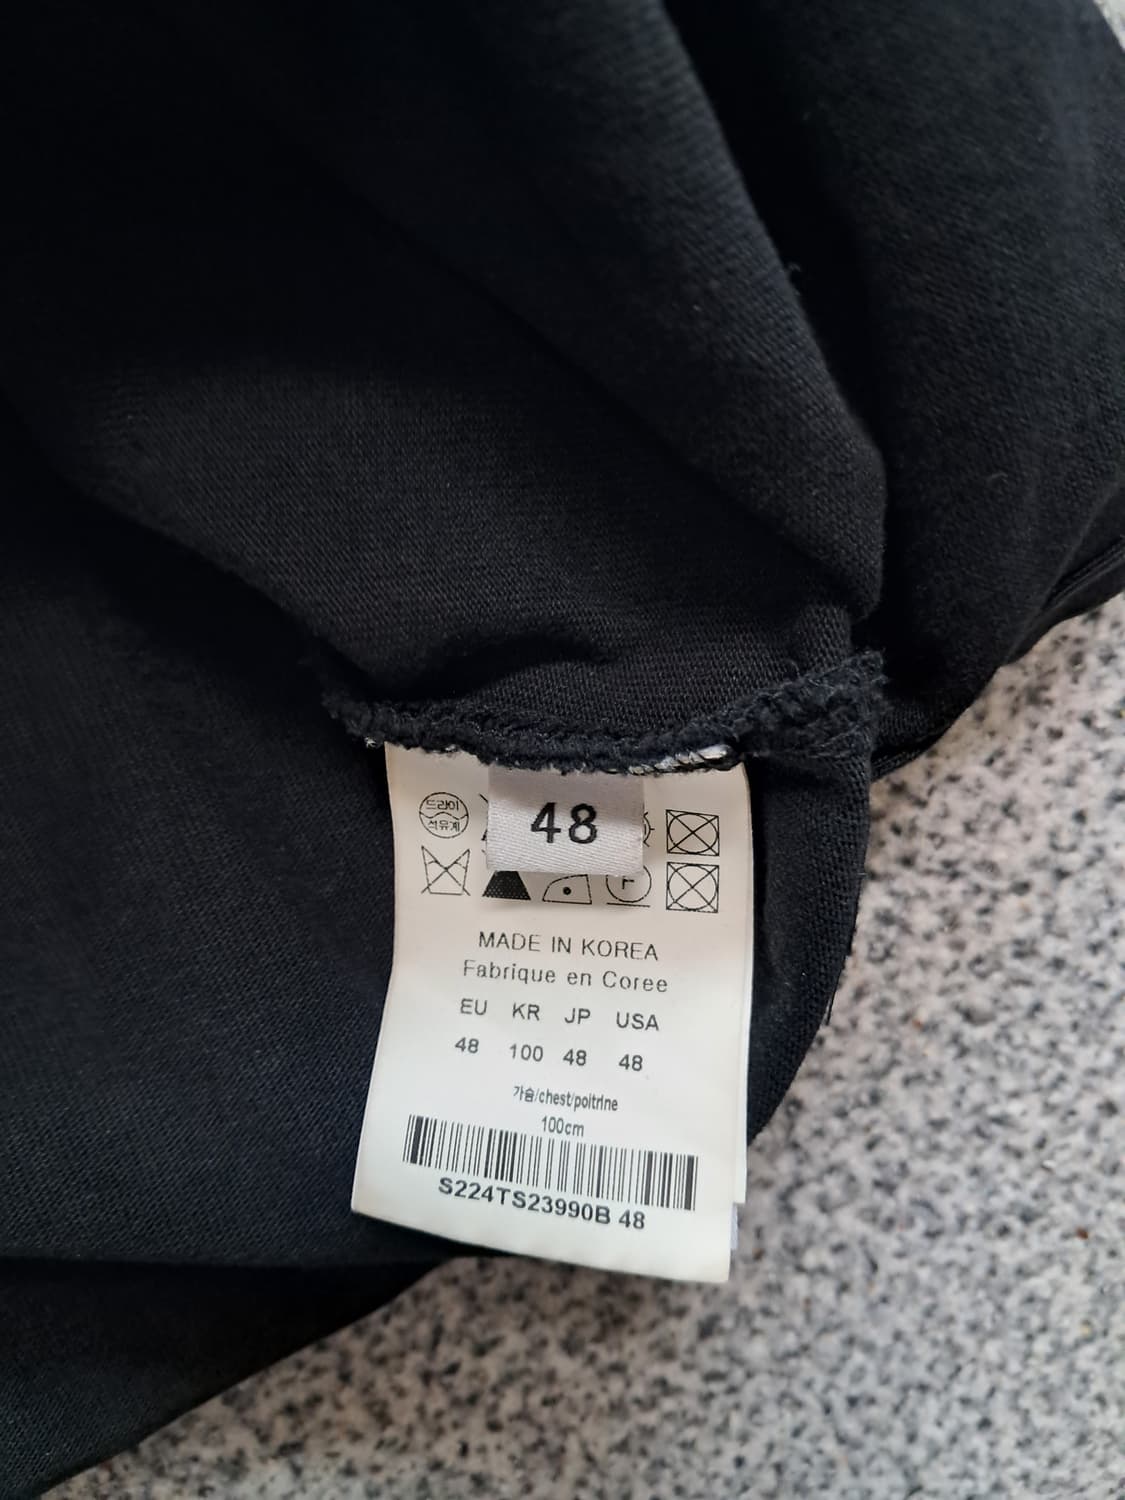 48
드라이
석유계
F
MADE IN KOREA
Fabrique en Coree
EU KR JP USA
48 100 48 48
가슴/chest/poitrine
100cm
S224TS23990B 48